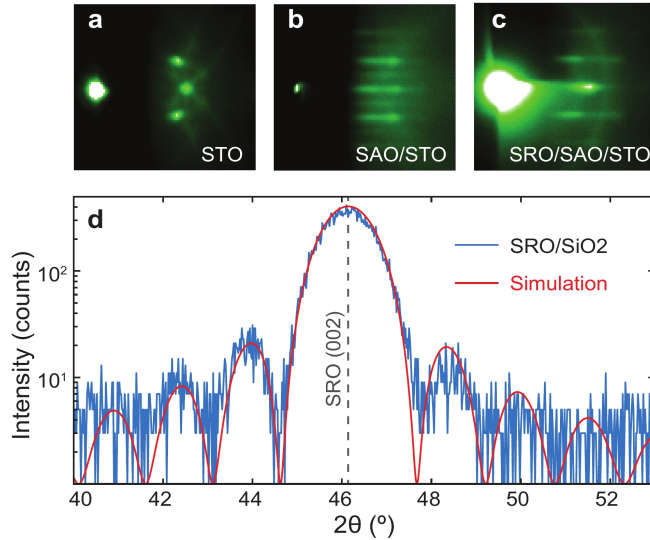 a
b
c
STO
SAO/STO
SRO/SAO/STO
d
SRO/SiO2
Simulation
SRO (002)
Intensity (counts)
10²
10¹
40
42
44
46
48
50
52
2θ (º)